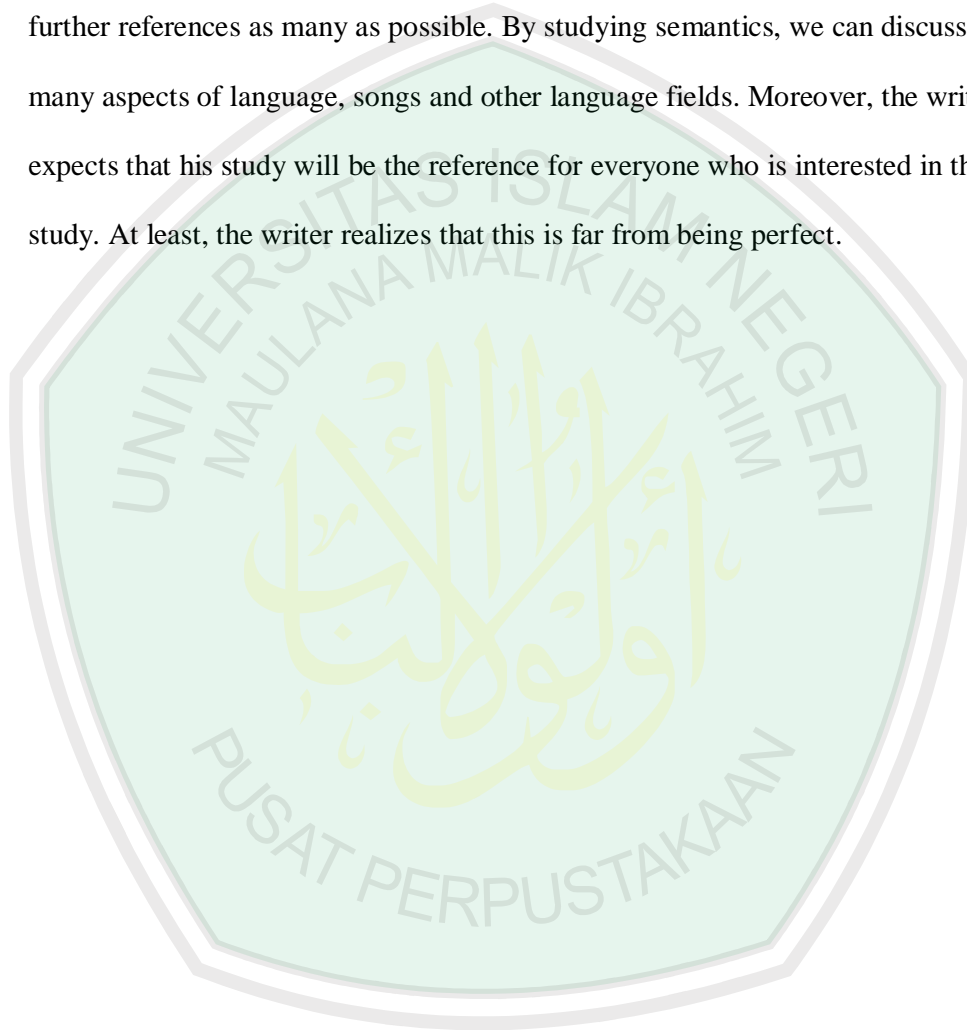 further references as many as possible. By studying semantics, we can discuss
many aspects of language, songs and other language fields. Moreover, the
expects that his study will be the reference for everyone who is interested in
study. At least, the writer realizes that this is far from being perfect.
UNIVERSITAS ISLAM NEGERI
MAULANA MALIK IBRAHIM
أولو الألباب
PUSAT PERPUSTAKAAN